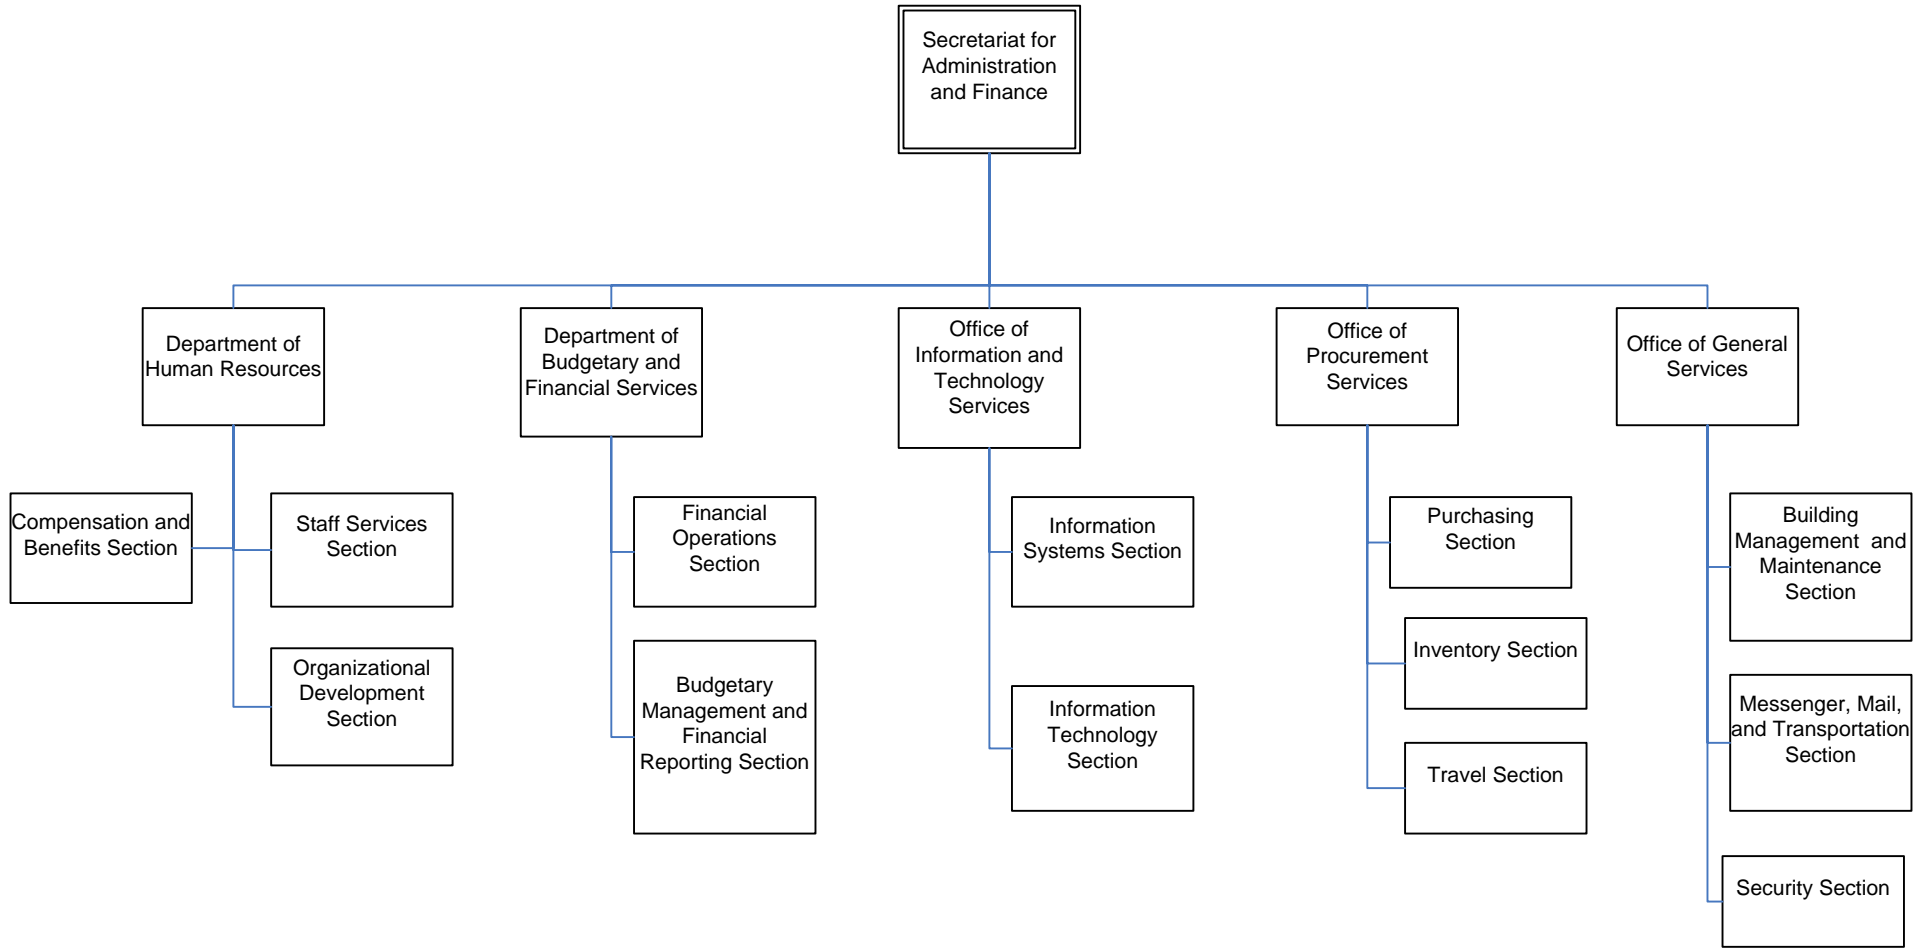 Secretariat for
Administration
and Finance
Department of
Human Resources
Department of
Budgetary and
Financial Services
Office of
Information and
Technology
Services
Office of
Procurement
Services
Office of General
Services
Compensation and
Benefits Section
Staff Services
Section
Organizational
Development
Section
Financial
Operations
Section
Budgetary
Management and
Financial
Reporting Section
Information
Systems Section
Information
Technology
Section
Purchasing
Section
Inventory Section
Travel Section
Building
Management and
Maintenance
Section
Messenger, Mail,
and Transportation
Section
Security Section